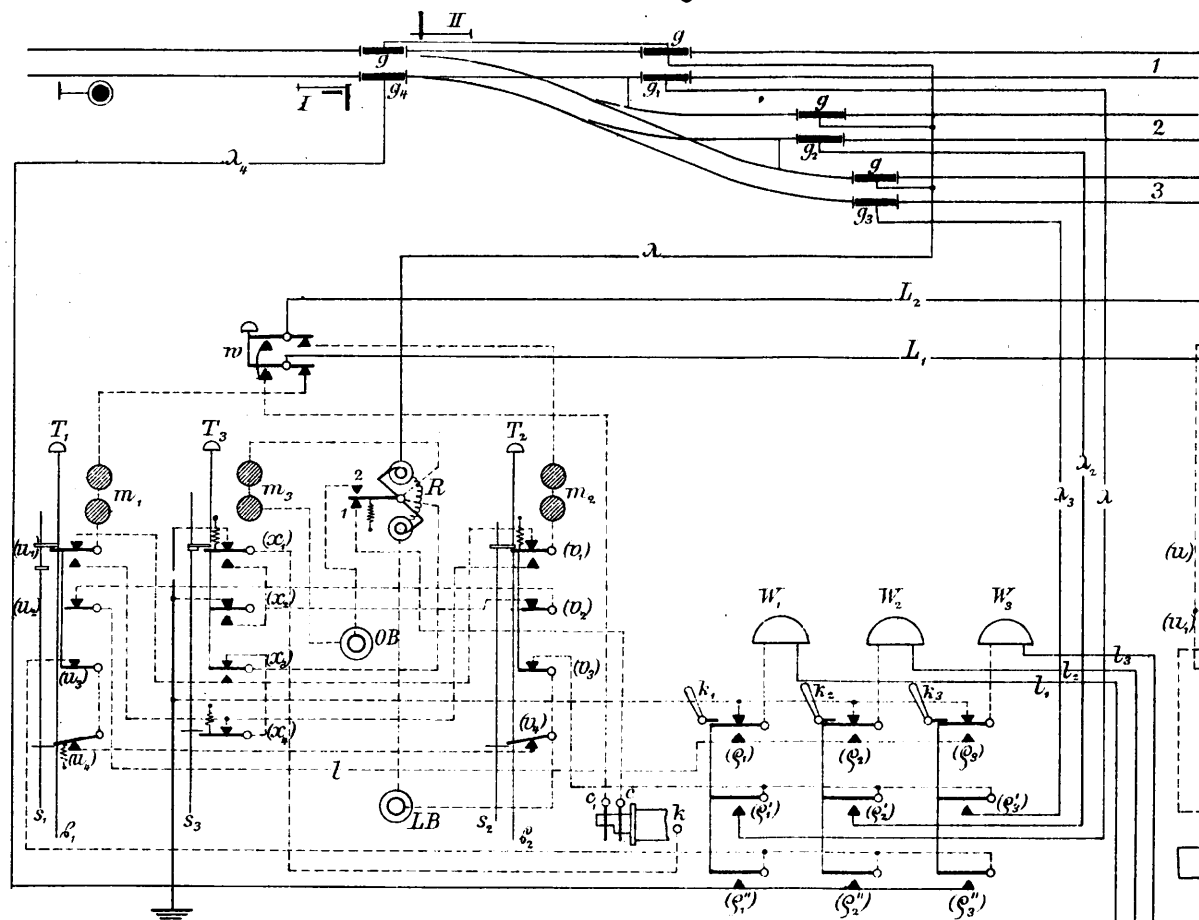 II
g
g
1
g₄
g₁
I
g
2
g₂
λ₄
g
3
g₃
λ
L₂
w
L₁
T₁
T₃
T₂
2
R
m₁
m₃
m₂
1
λ₂
λ₃
λ
(u₁)
(x₁)
(v₁)
(u)
(u₂)
(x₂)
(v₂)
W₁
W₂
W₃
(u₁)
OB
(u₃)
(x₃)
(v₃)
l₃
l₂
l₁
k₁
k₂
k₃
(x₄)
(v₄)
(u₄)
(ϱ₁)
(ϱ₂)
(ϱ₃)
l
c₁
c
k
(ϱ₁')
(ϱ₂')
(ϱ₃')
s₁
s₃
LB
s₂
(ϱ₁'')
(ϱ₂'')
(ϱ₃'')